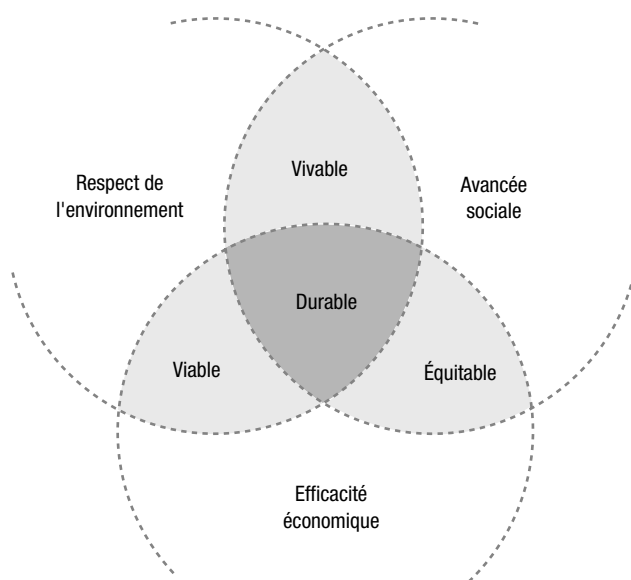 Vivable
Respect de
l'environnement
Avancée
sociale
Durable
Viable
Équitable
Efficacité
économique